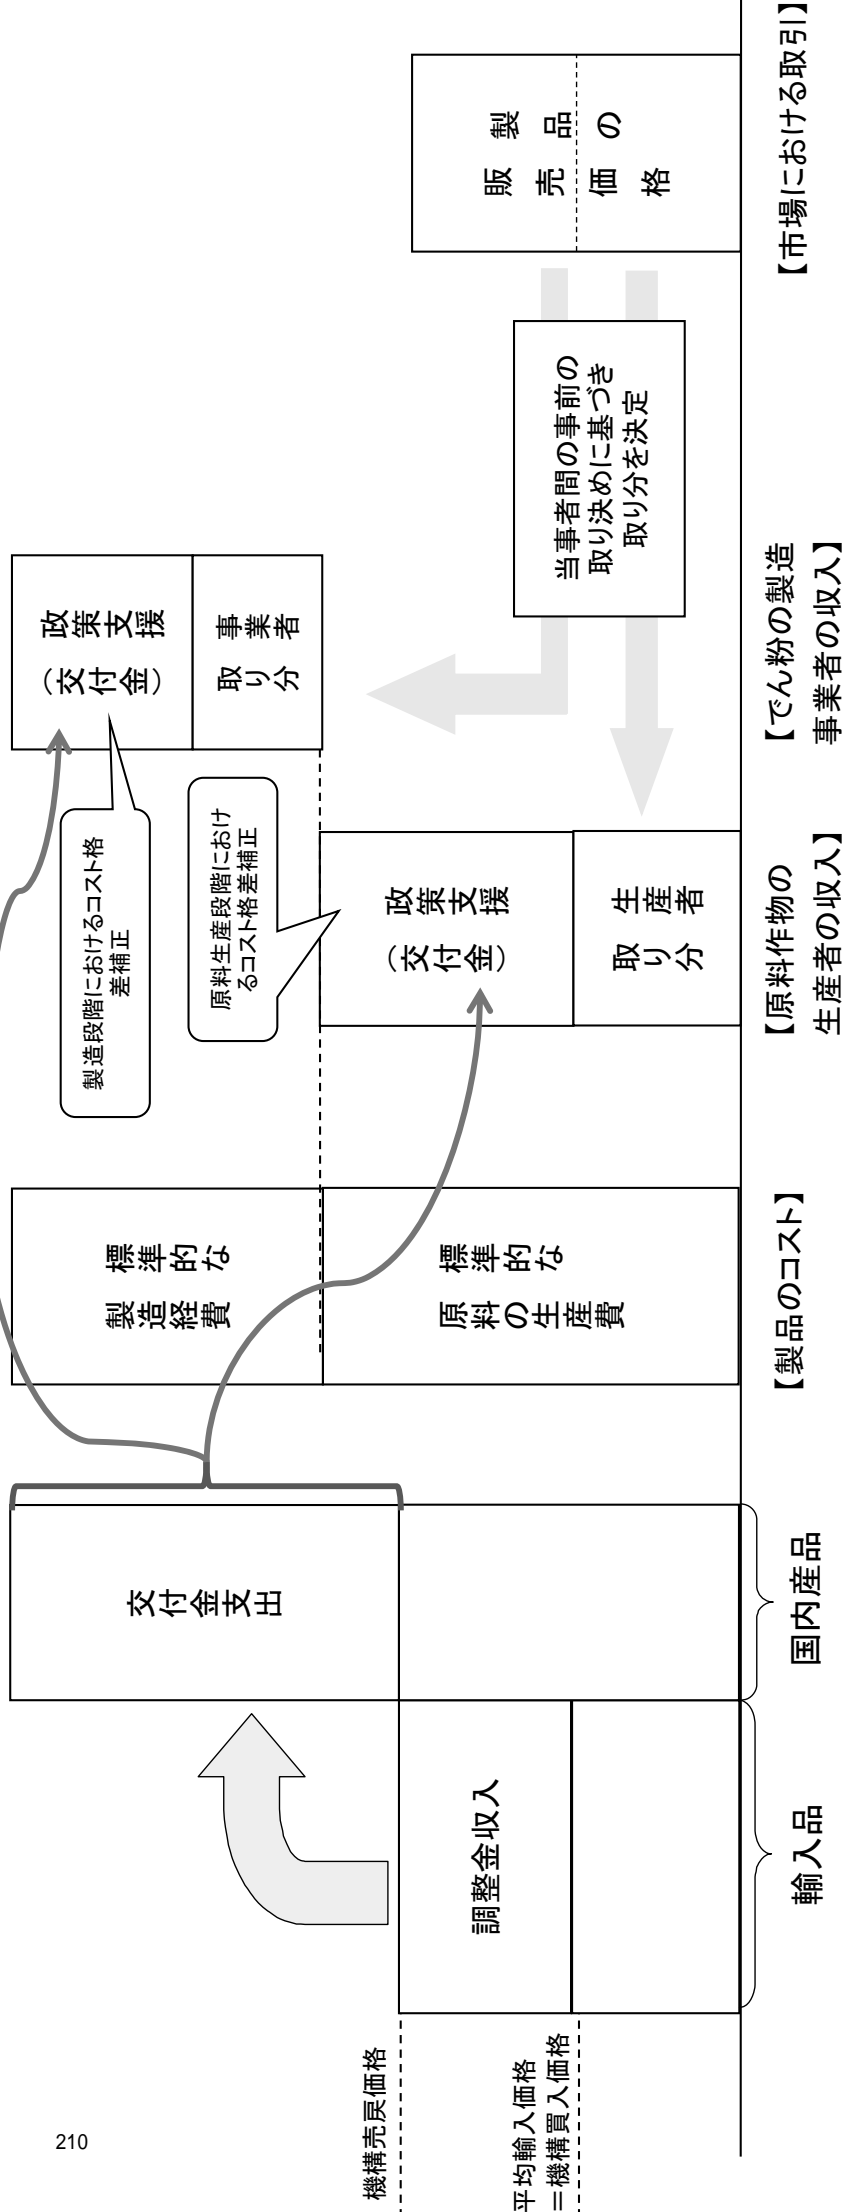 機構売戻価格
平均輸入価格
＝機構買入価格
調整金収入
輸入品
交付金支出
国内産品
標準的な
製造経費
標準的な
原料の生産費
【製品のコスト】
製造段階におけるコスト格
差補正
原料生産段階におけ
るコスト格差補正
政策支援
（交付金）
生産者
取り分
【原料作物の
生産者の収入】
政策支援
（交付金）
事業者
取り分
【でん粉の製造
事業者の収入】
当事者間の事前の
取り決めに基づき
取り分を決定
製品の
販売価格
【市場における取引】
210